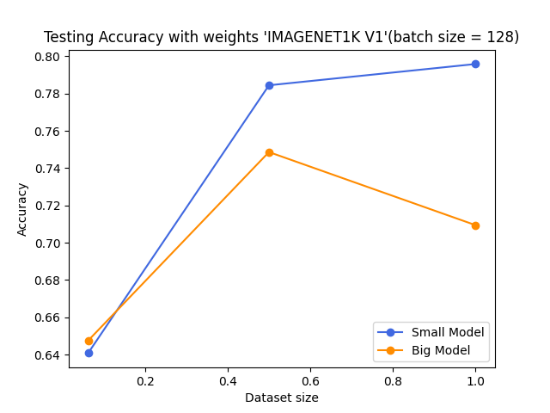 Testing Accuracy with weights 'IMAGENET1K V1'(batch size = 128)
0.80
0.78
0.76
0.74
0.72
0.70
0.68
0.66
0.64
Accuracy
Small Model
Big Model
0.2 0.4 0.6 0.8 1.0
Dataset size